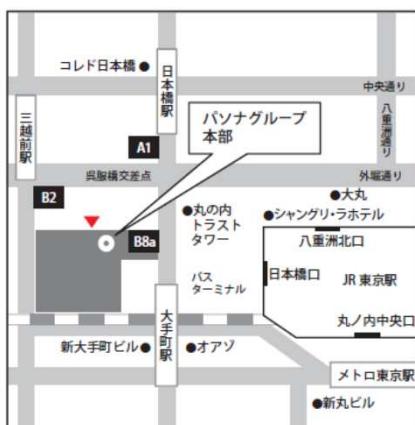 コレド日本橋●
日本橋駅
中央通り
三越前駅
パソナグループ
本部
八重洲通り
A1
呉服橋交差点
外堀通り
B2
●大丸
●丸の内
トラスト
タワー
●シャングリ・ラホテル
八重洲北口
B8a
バス
ターミナル
日本橋口
JR 東京駅
大手町駅
丸ノ内中央口
新大手町ビル●
●オアゾ
メトロ東京駅
●新丸ビル